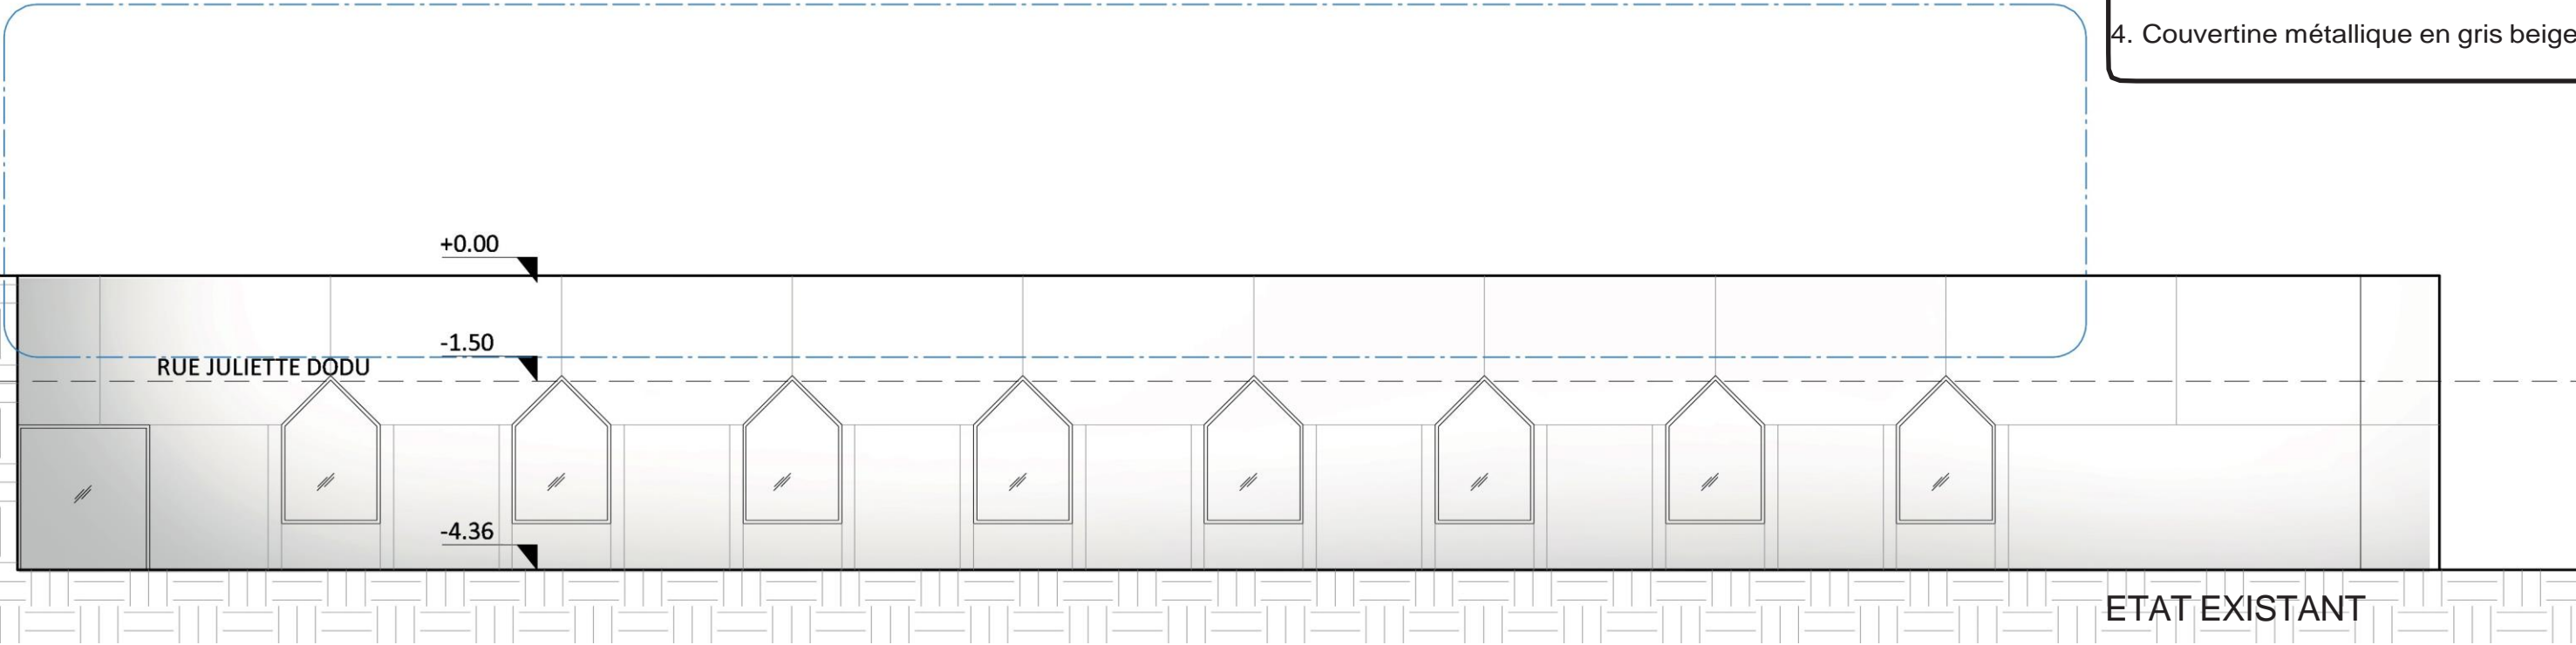 4. Couvertine métallique en gris beige
+0.00
-1.50
RUE JULIETTE DODU
-4.36
ETAT EXISTANT